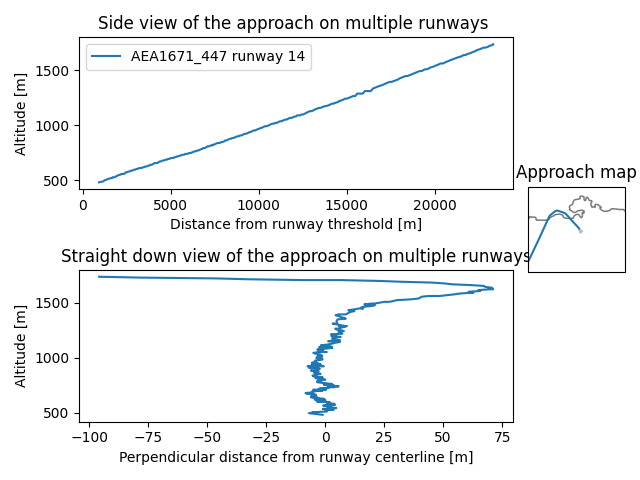 Side view of the approach on multiple runways
AEA1671_447 runway 14
Altitude [m]
1500
1000
500
0
5000
10000
15000
20000
Distance from runway threshold [m]
Approach map
Straight down view of the approach on multiple runways
Altitude [m]
1500
1000
500
−100
−75
−50
−25
0
25
50
75
Perpendicular distance from runway centerline [m]